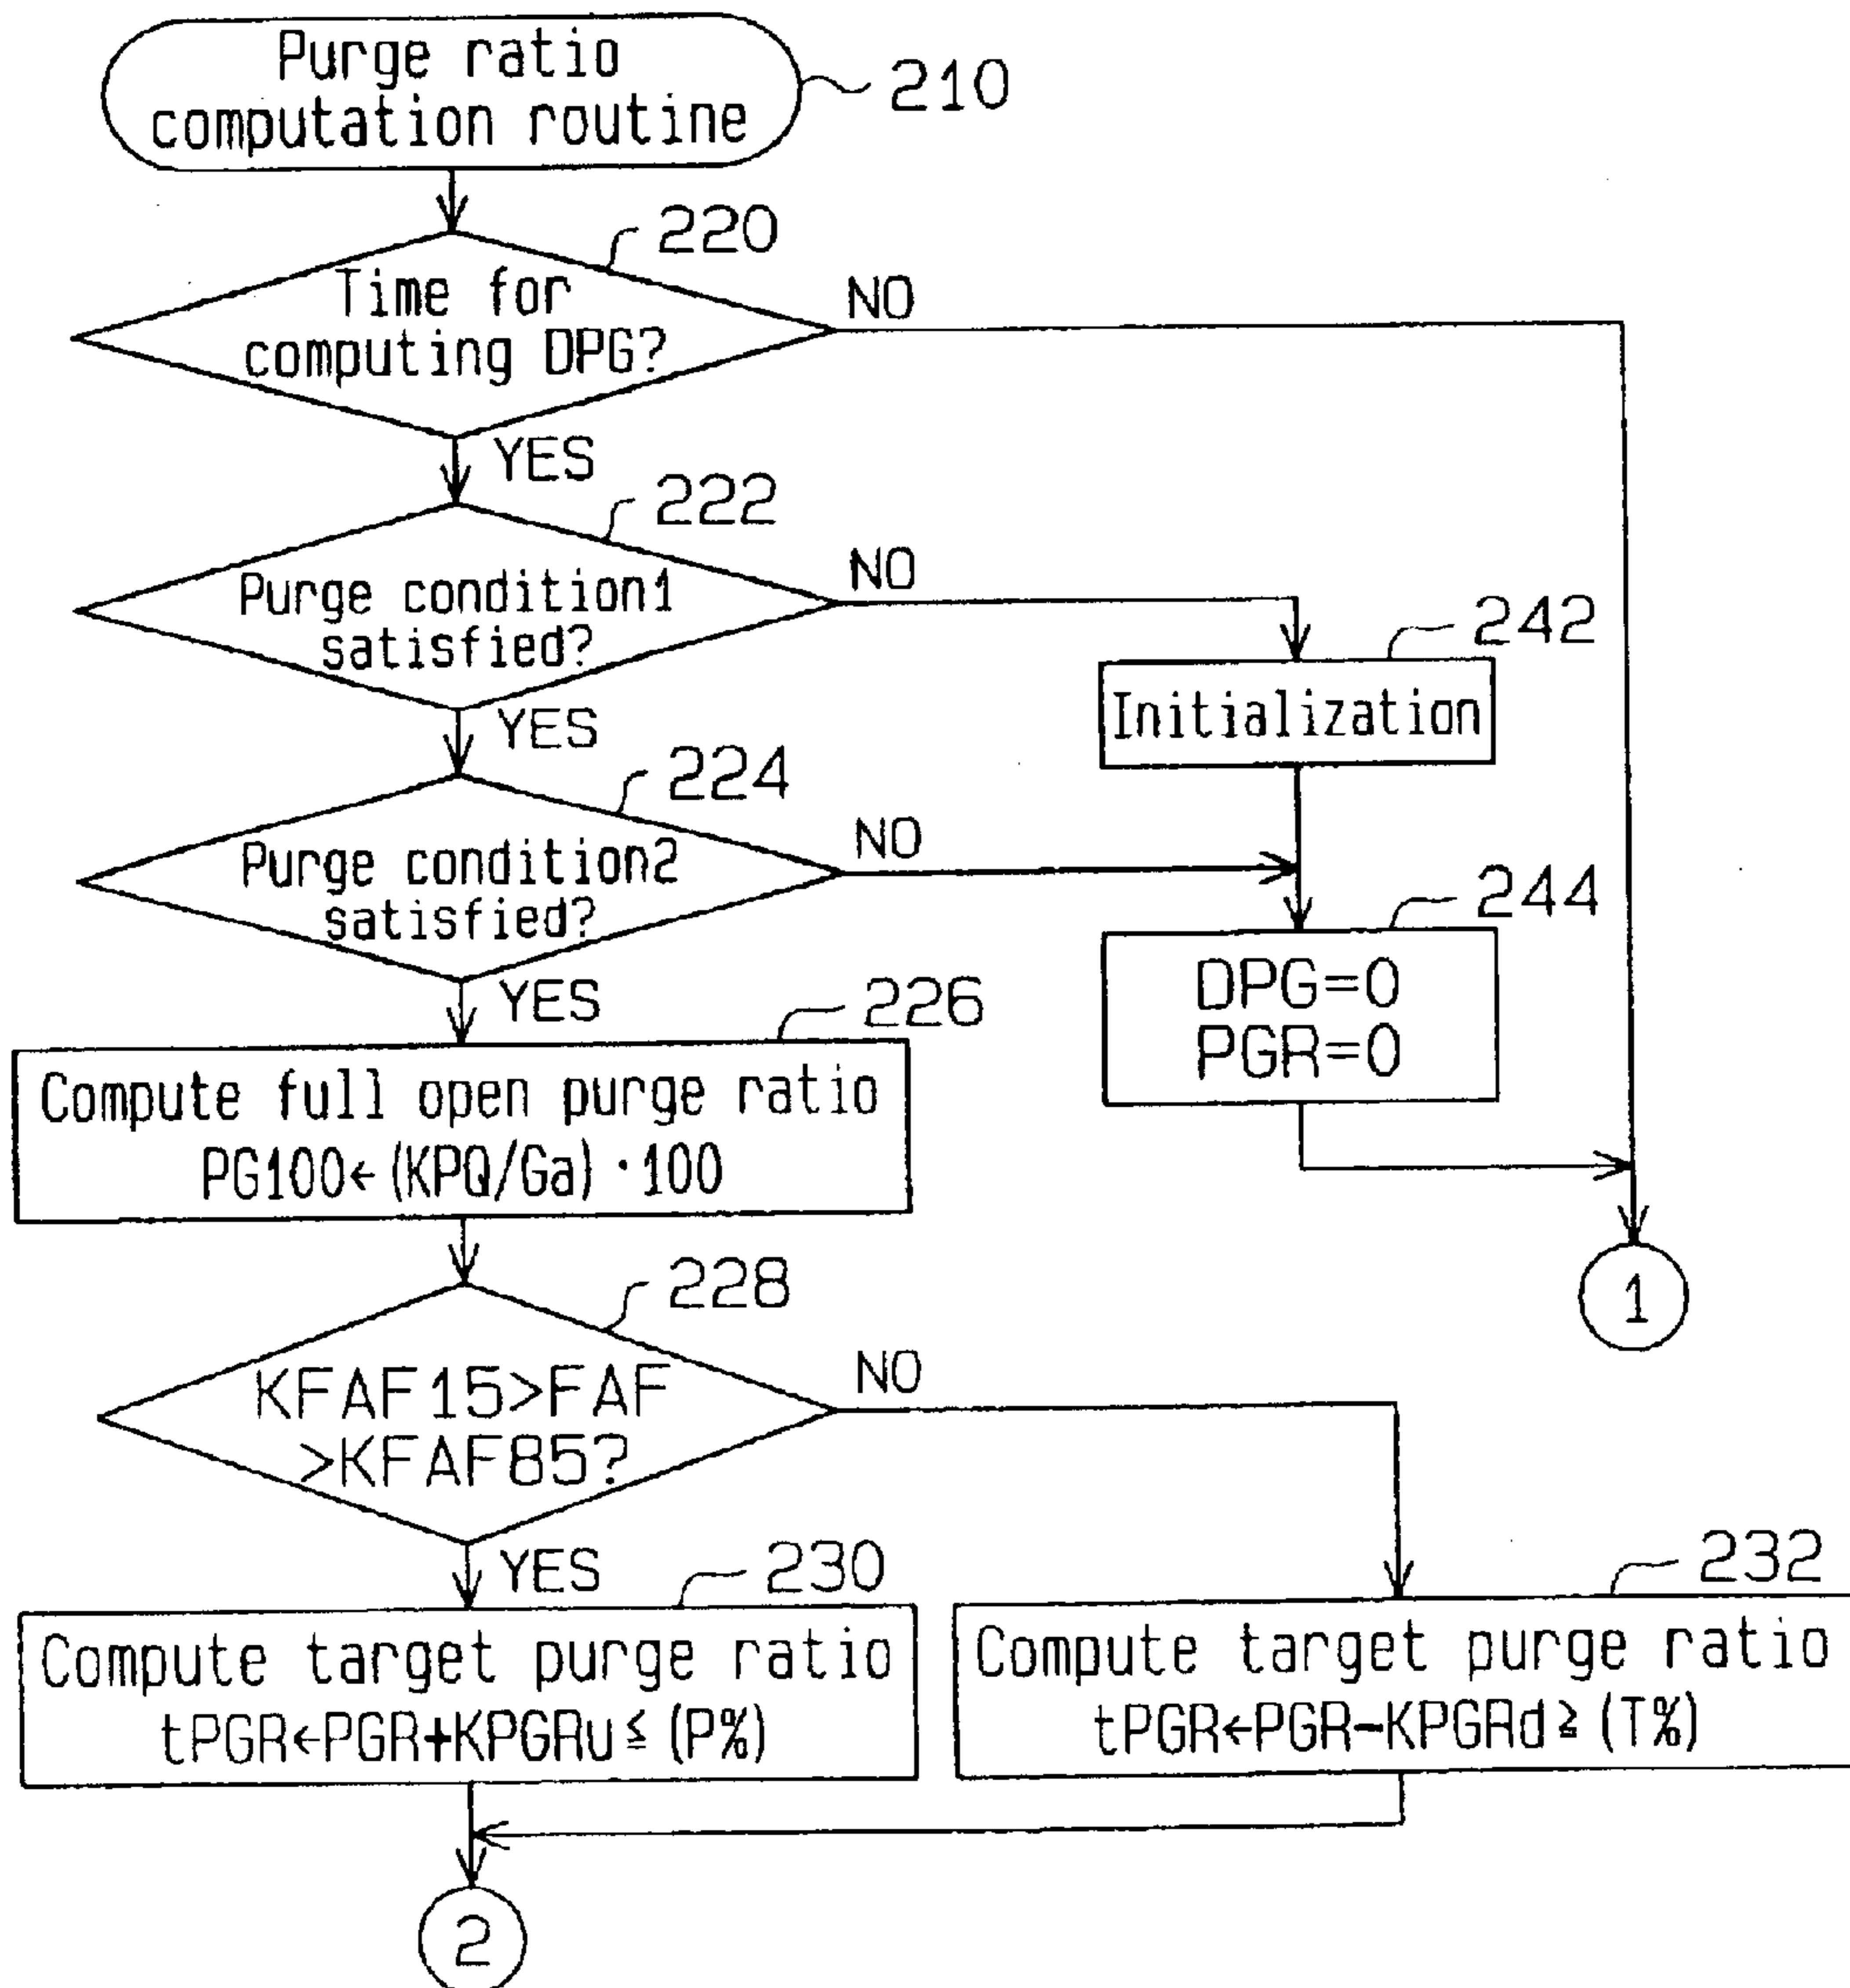 Purge ratio
computation routine
210
220
Time for
computing DPG?
NO
YES
222
Purge condition1
satisfied?
NO
242
Initialization
YES
224
Purge condition2
satisfied?
NO
244
DPG=0
PGR=0
YES
226
Compute full open purge ratio
PG100←(KPQ/Ga)·100
1
228
KFAF15>FAF
>KFAF85?
NO
YES
230
Compute target purge ratio
tPGR←PGR+KPGRu≦(P%)
232
Compute target purge ratio
tPGR←PGR−KPGRd≧(T%)
2